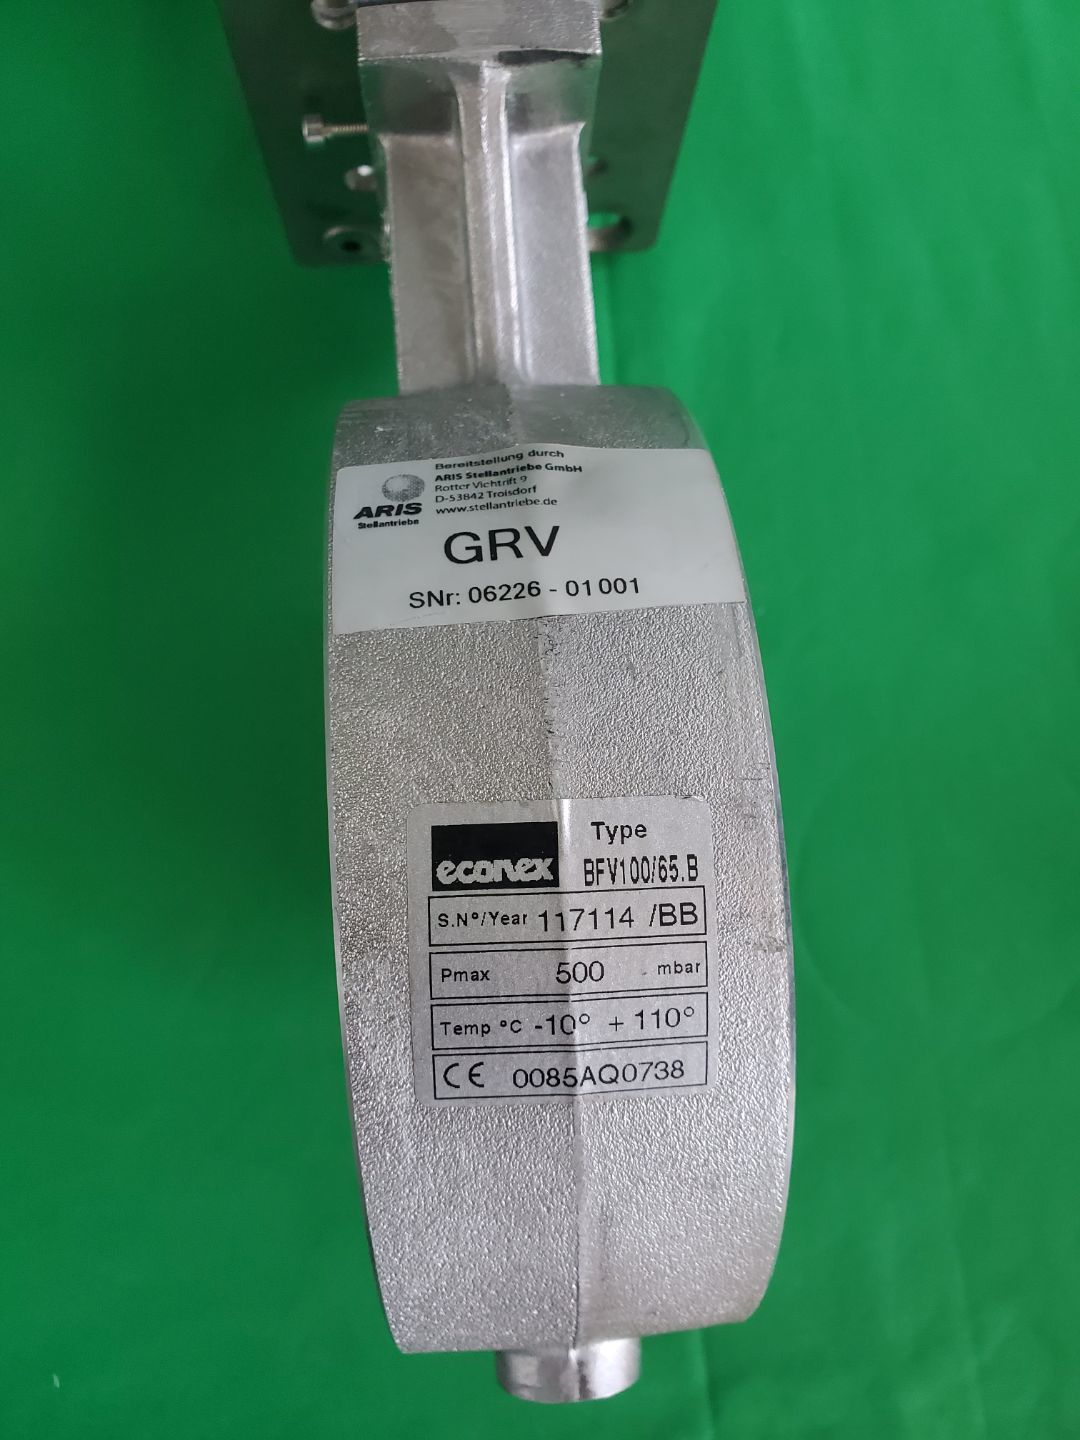 Bereitstellung durch
ARIS Stellantriebe GmbH
Rotter Viehtrift 9
D-53842 Troisdorf
www.stellantriebe.de
ARIS
Stellantriebe
GRV
SNr: 06226 - 01001
econex
Type
BFV100/65.B
S.Nº/Year 117114 /BB
Pmax 500 mbar
Temp °C -10° + 110°
CE 0085AQ0738